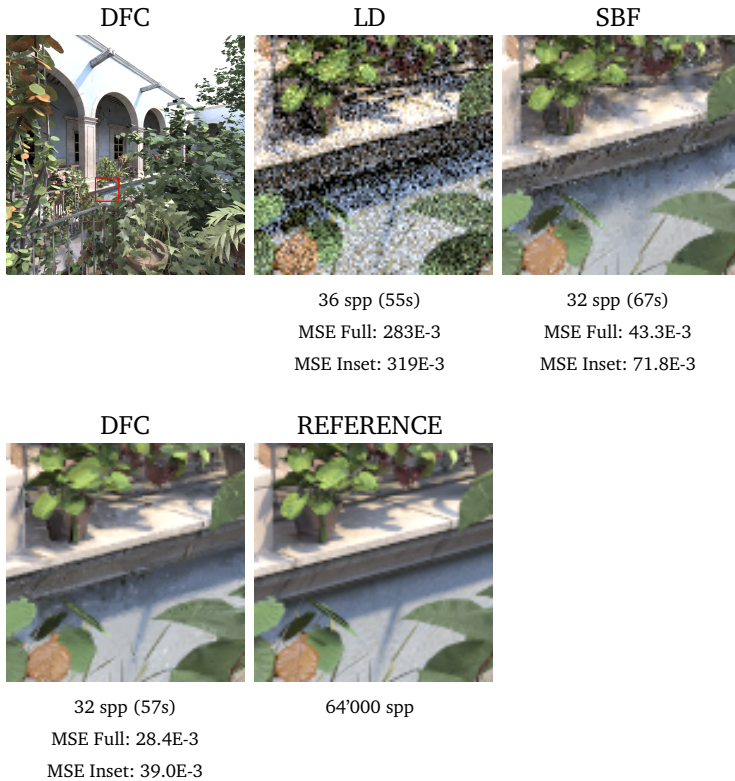 DFC
LD
SBF
36 spp (55s)
MSE Full: 283E-3
MSE Inset: 319E-3
32 spp (67s)
MSE Full: 43.3E-3
MSE Inset: 71.8E-3
DFC
REFERENCE
32 spp (57s)
MSE Full: 28.4E-3
MSE Inset: 39.0E-3
64’000 spp